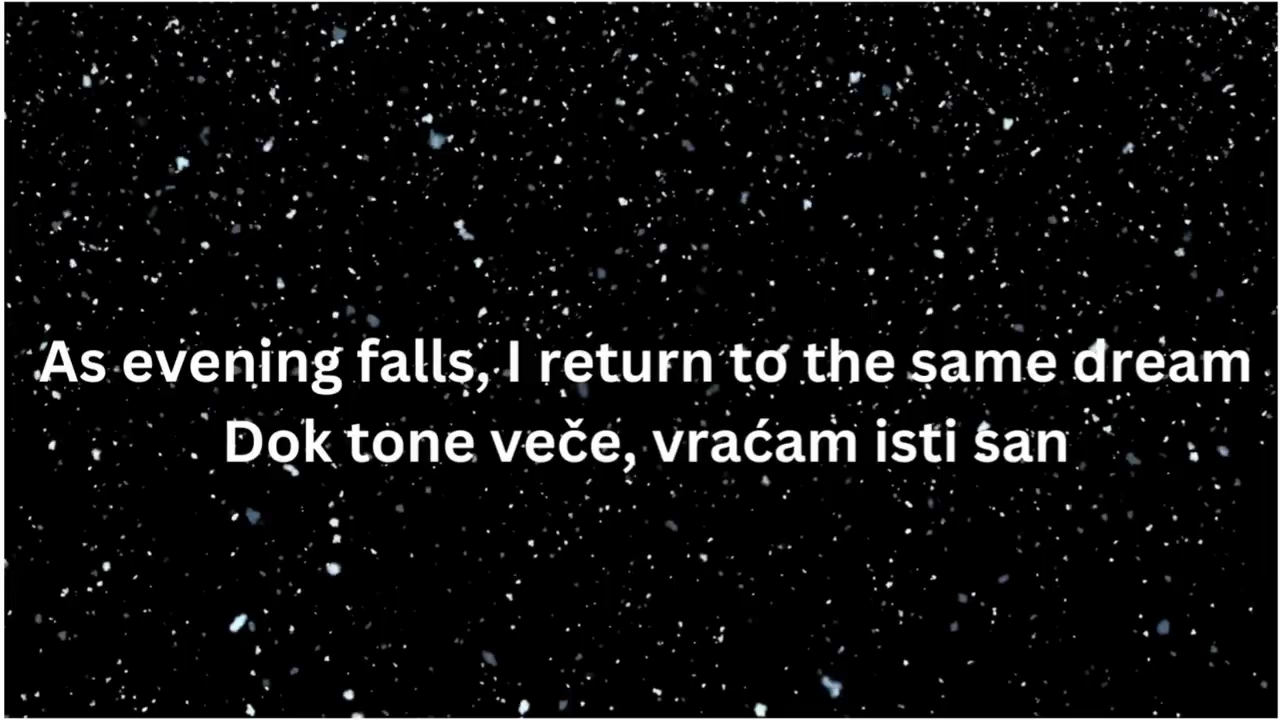 As evening falls, I return to the same dream
Dok tone veče, vraćam isti san